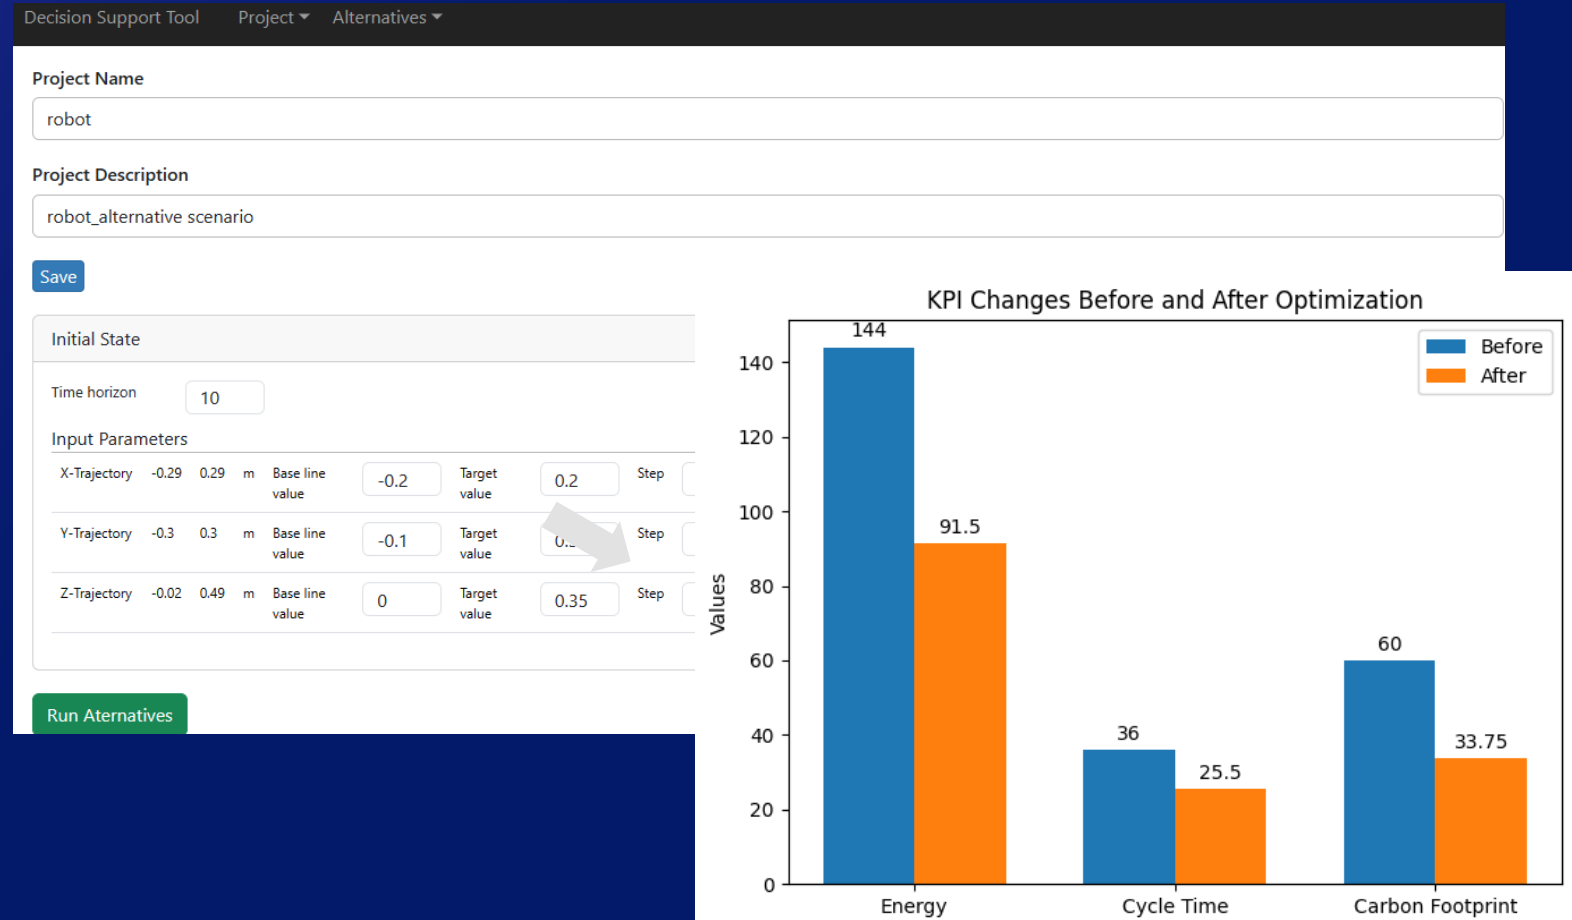 Decision Support Tool Project Alternatives
Project Name
robot
Project Description
robot_alternative scenario
Save
Initial State
Time horizon 10
Input Parameters
X-Trajectory -0.29 0.29 m Base line value -0.2 Target value 0.2 Step
Y-Trajectory -0.3 0.3 m Base line value -0.1 Target value Step
Z-Trajectory -0.02 0.49 m Base line value 0 Target value 0.35 Step
Run Aternatives
KPI Changes Before and After Optimization
Before
After
Values
140
120
100
80
60
40
20
0
144
91.5
36
25.5
60
33.75
Energy
Cycle Time
Carbon Footprint